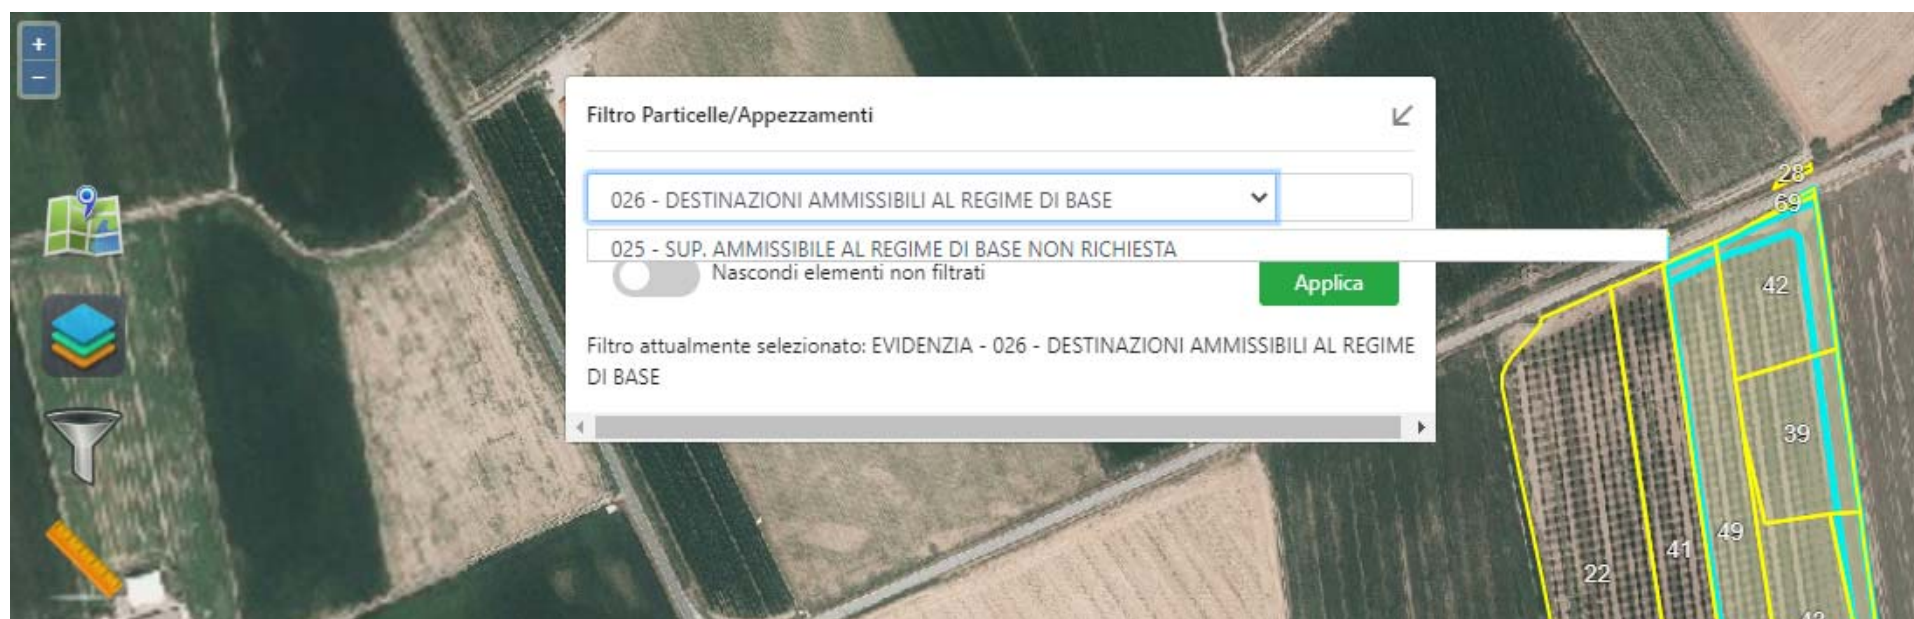 +
−
Filtro Particelle/Appezzamenti
026 - DESTINAZIONI AMMISSIBILI AL REGIME DI BASE
025 - SUP. AMMISSIBILE AL REGIME DI BASE NON RICHIESTA
Nascondi elementi non filtrati
Applica
Filtro attualmente selezionato: EVIDENZIA - 026 - DESTINAZIONI AMMISSIBILI AL REGIME
DI BASE
28
69
42
39
49
41
22